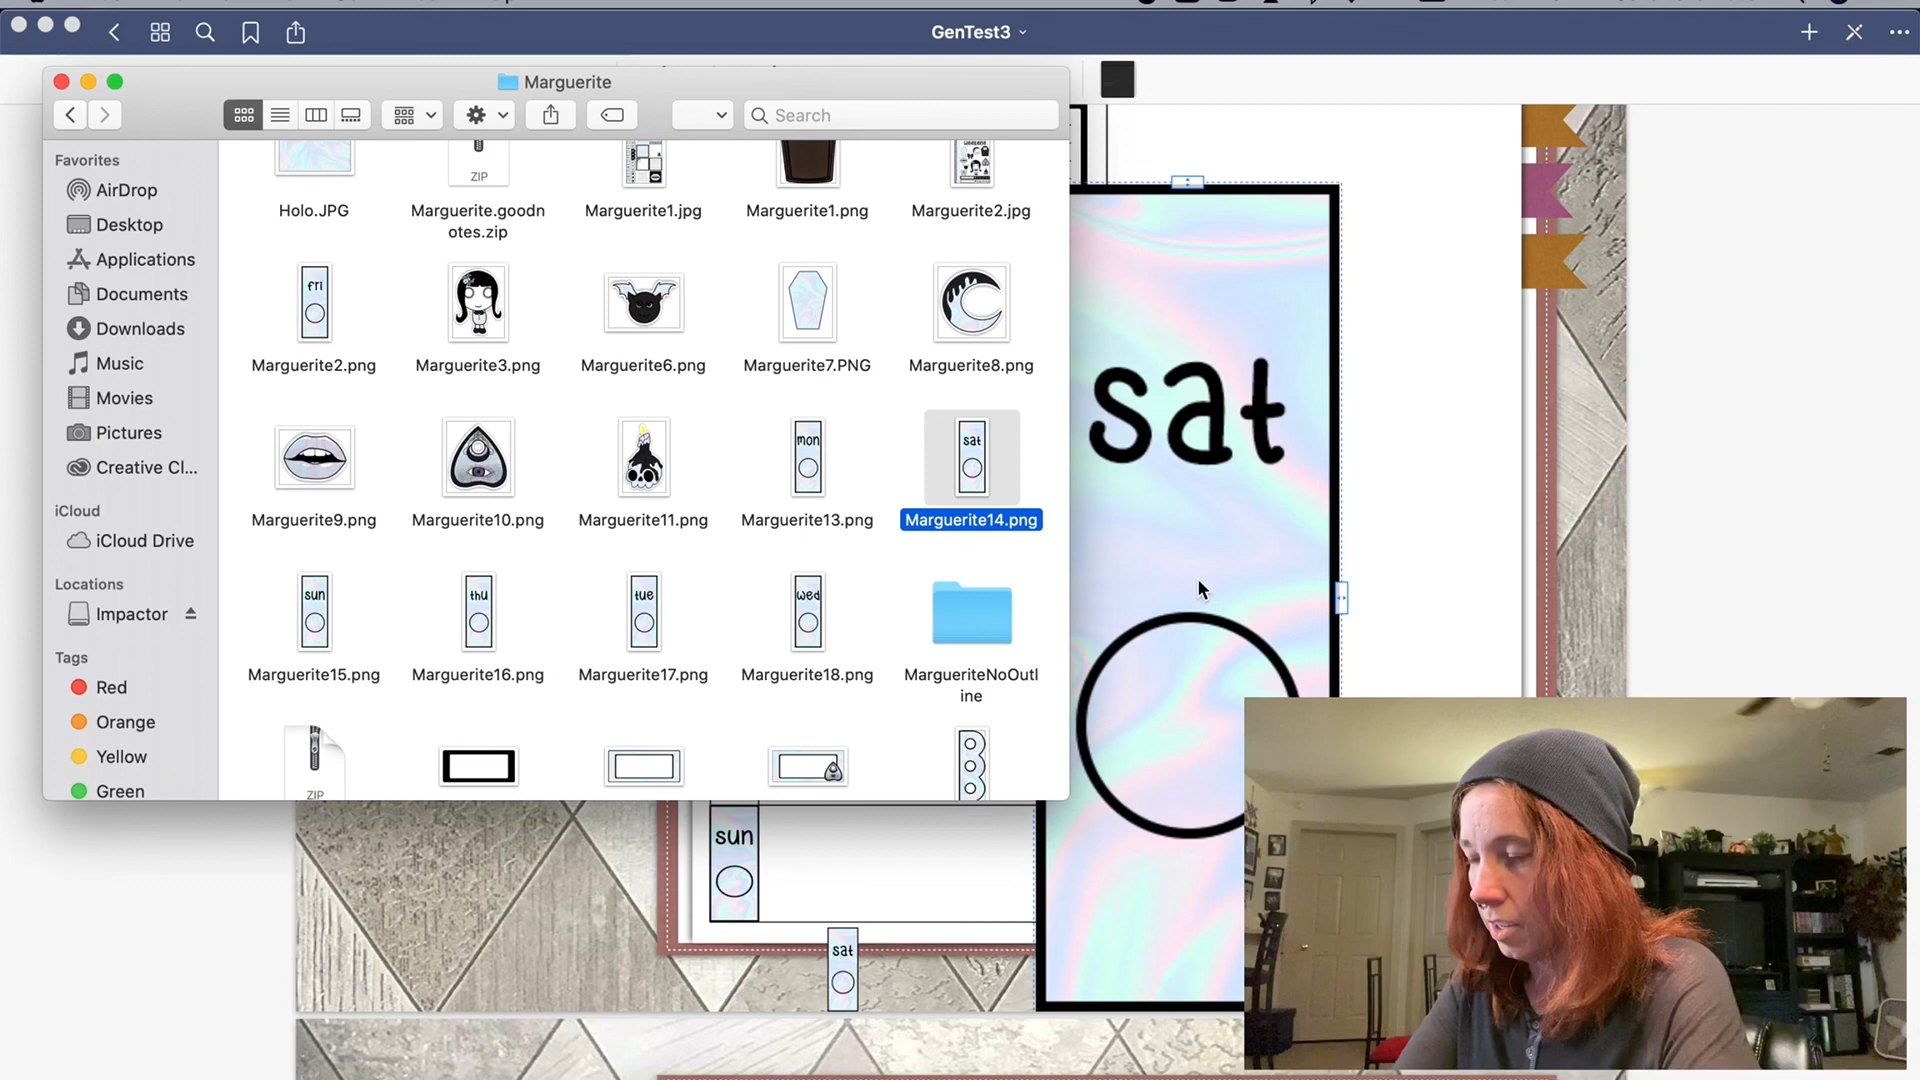 GenTest3
Marguerite
Search
Favorites
AirDrop
Desktop
Applications
Documents
Downloads
Music
Movies
Pictures
Creative Cl...
iCloud
iCloud Drive
Locations
Impactor
Tags
Red
Orange
Yellow
Green
ZIP
Holo.JPG
Marguerite.goodn
otes.zip
Marguerite1.jpg
Marguerite1.png
Marguerite2.jpg
fri
Marguerite2.png
Marguerite3.png
Marguerite6.png
Marguerite7.PNG
Marguerite8.png
mon
sat
Marguerite9.png
Marguerite10.png
Marguerite11.png
Marguerite13.png
Marguerite14.png
sun
thu
tue
wed
Marguerite15.png
Marguerite16.png
Marguerite17.png
Marguerite18.png
MargueriteNoOutl
ine
ZIP
sat
sun
sat